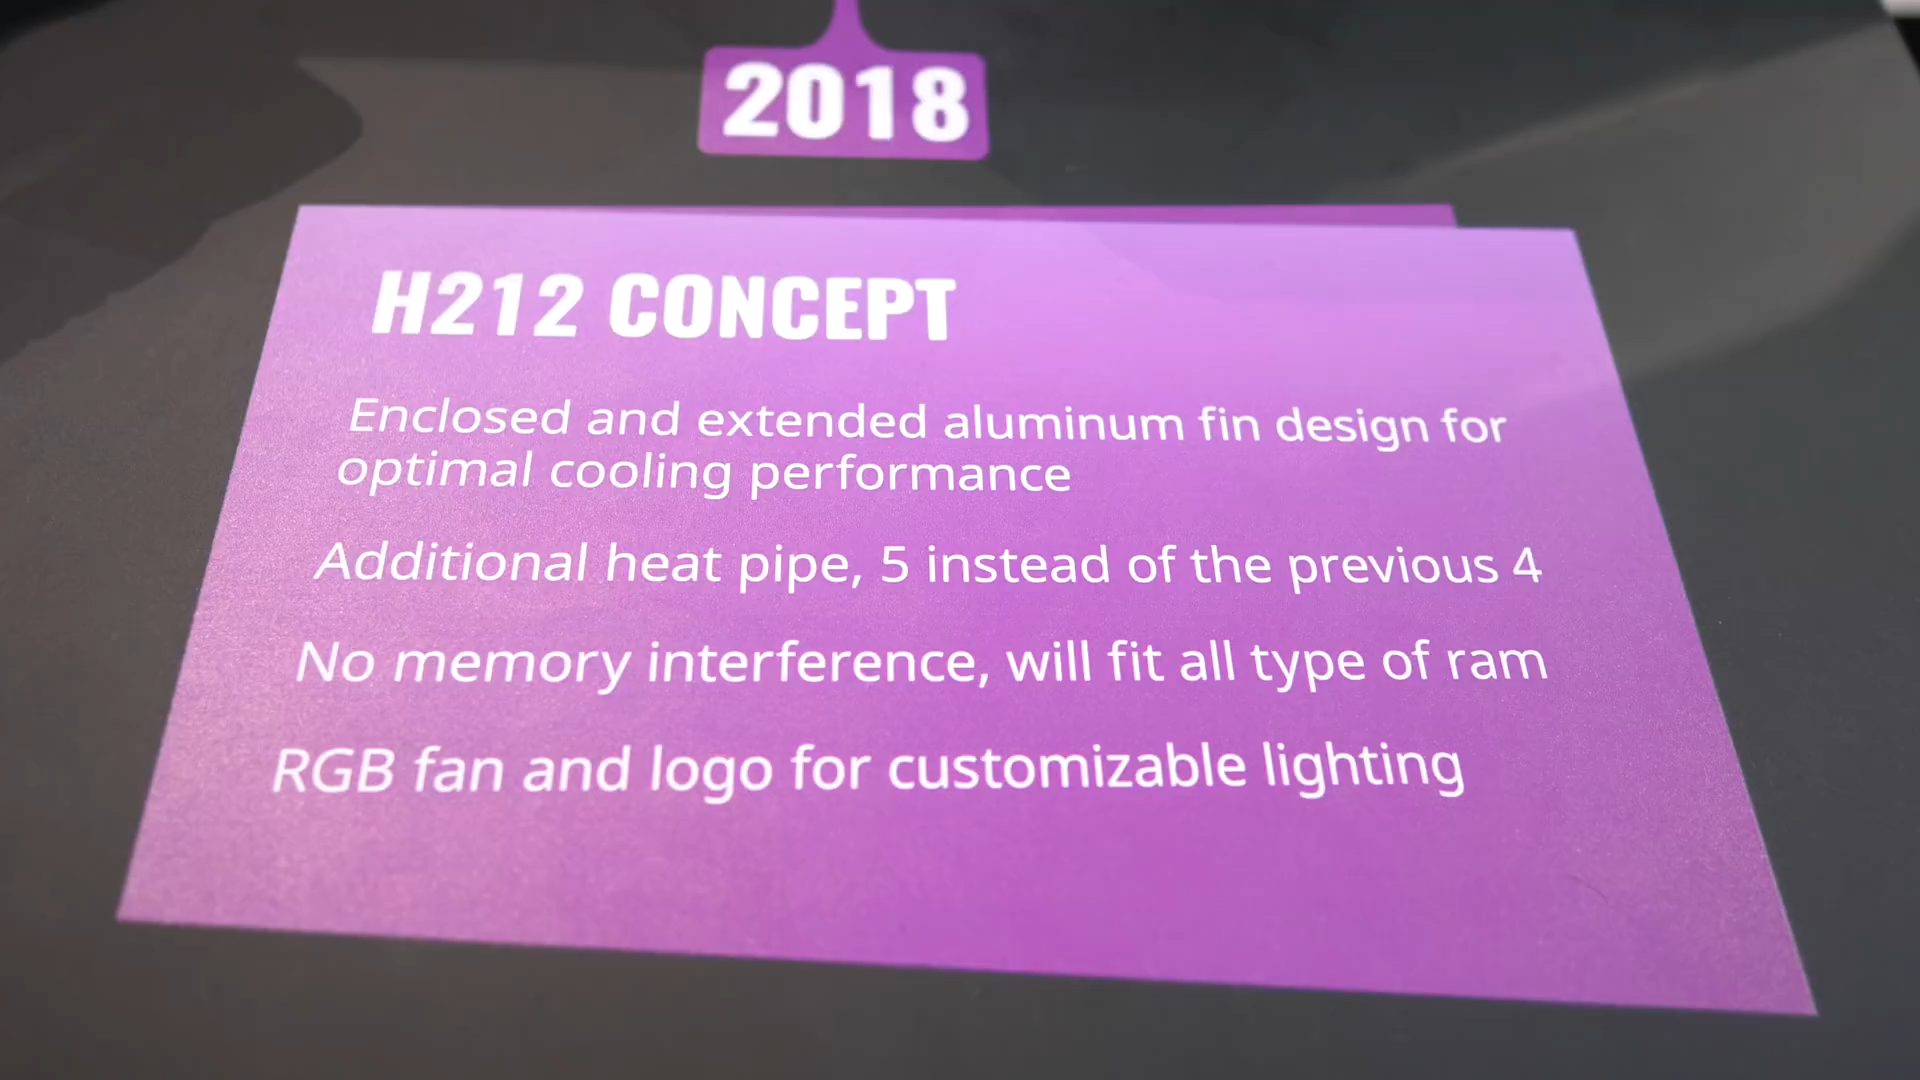 2018
H212 CONCEPT
Enclosed and extended aluminum fin design for
optimal cooling performance
Additional heat pipe, 5 instead of the previous 4
No memory interference, will fit all type of ram
RGB fan and logo for customizable lighting